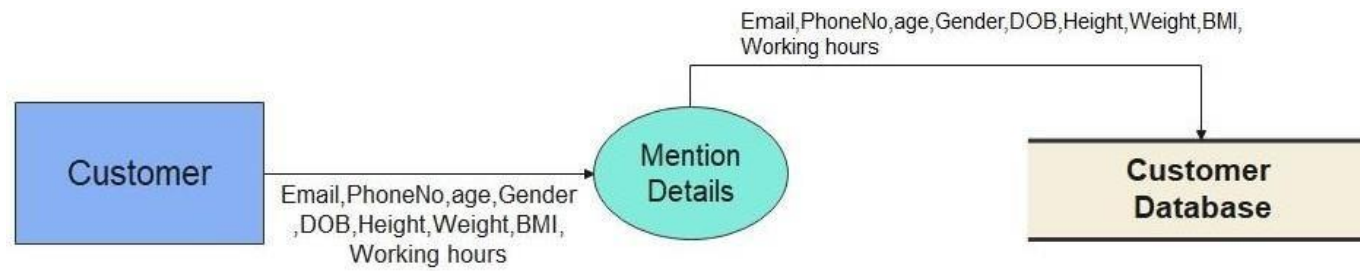 Email,PhoneNo,age,Gender,DOB,Height,Weight,BMI,
Working hours
Customer
Email,PhoneNo,age,Gender
,DOB,Height,Weight,BMI,
Working hours
Mention
Details
Customer
Database